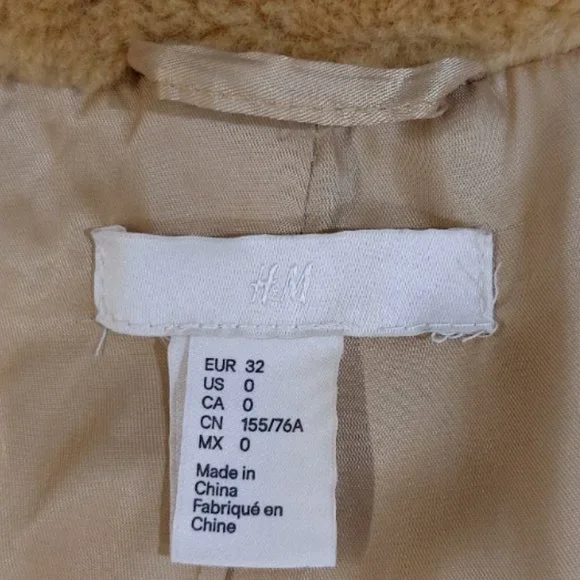 H&M
EUR 32
US 0
CA 0
CN 155/76A
MX 0
Made in
China
Fabriqué en
Chine